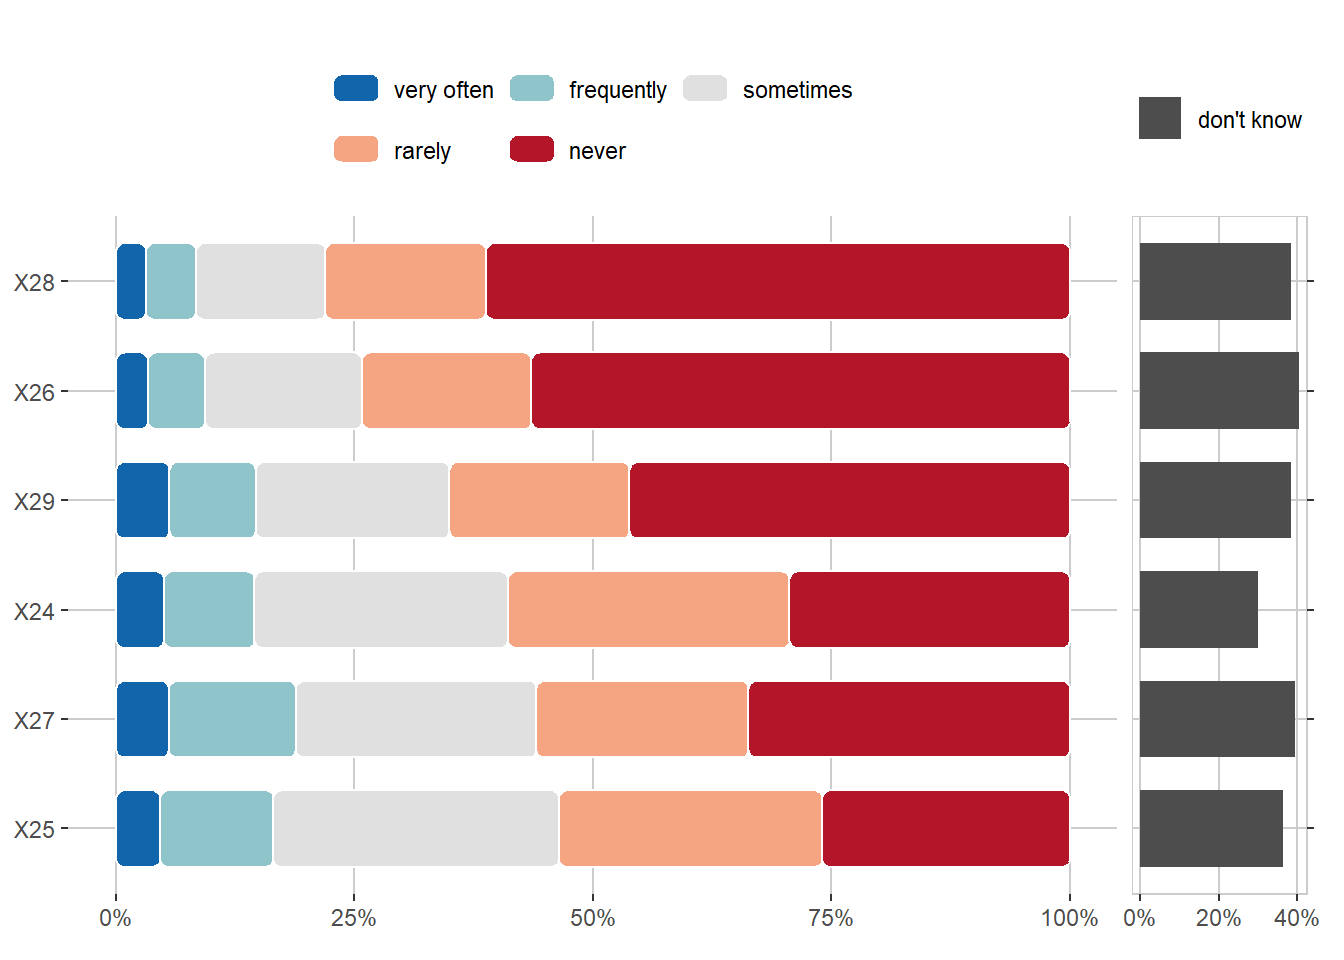 very often frequently sometimes
rarely never
don't know
X28
X26
X29
X24
X27
X25
0% 25% 50% 75% 100% 0% 20% 40%